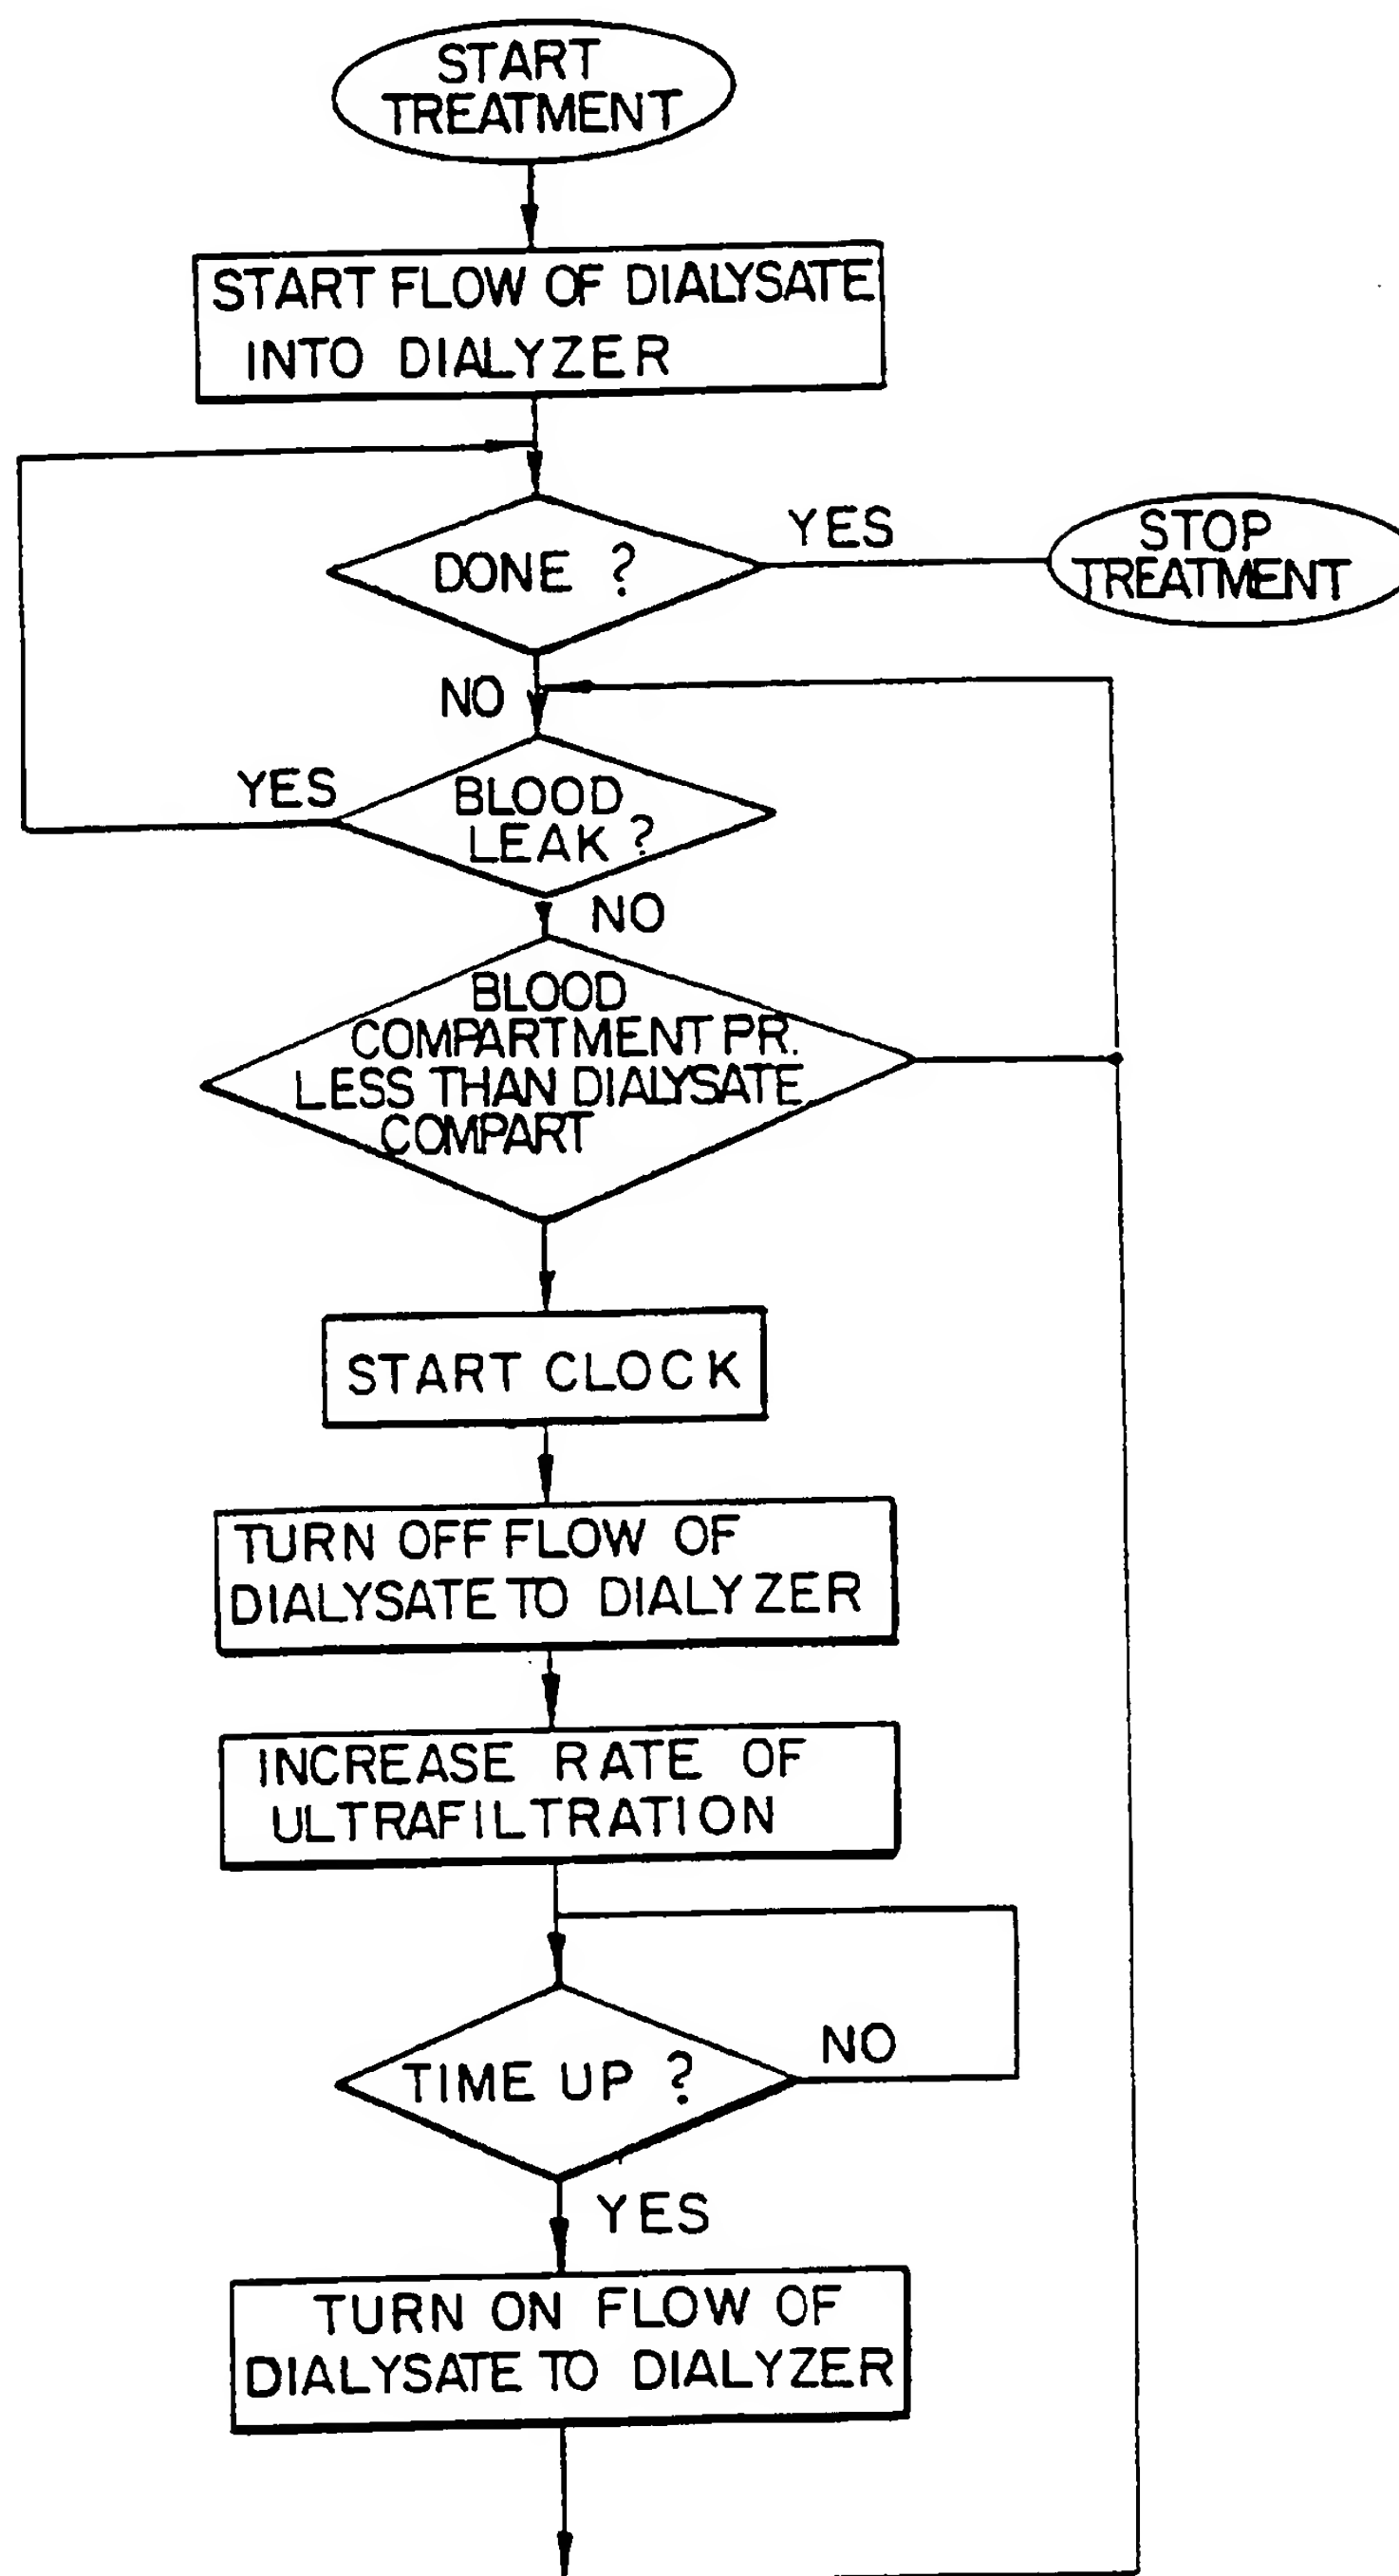 START
TREATMENT
START FLOW OF DIALYSATE
INTO DIALYZER
DONE ?
YES
STOP
TREATMENT
NO
YES
BLOOD
LEAK ?
NO
BLOOD
COMPARTMENT PR.
LESS THAN DIALYSATE
COMPART
START CLOCK
TURN OFF FLOW OF
DIALYSATE TO DIALYZER
INCREASE RATE OF
ULTRAFILTRATION
TIME UP ?
NO
YES
TURN ON FLOW OF
DIALYSATE TO DIALYZER